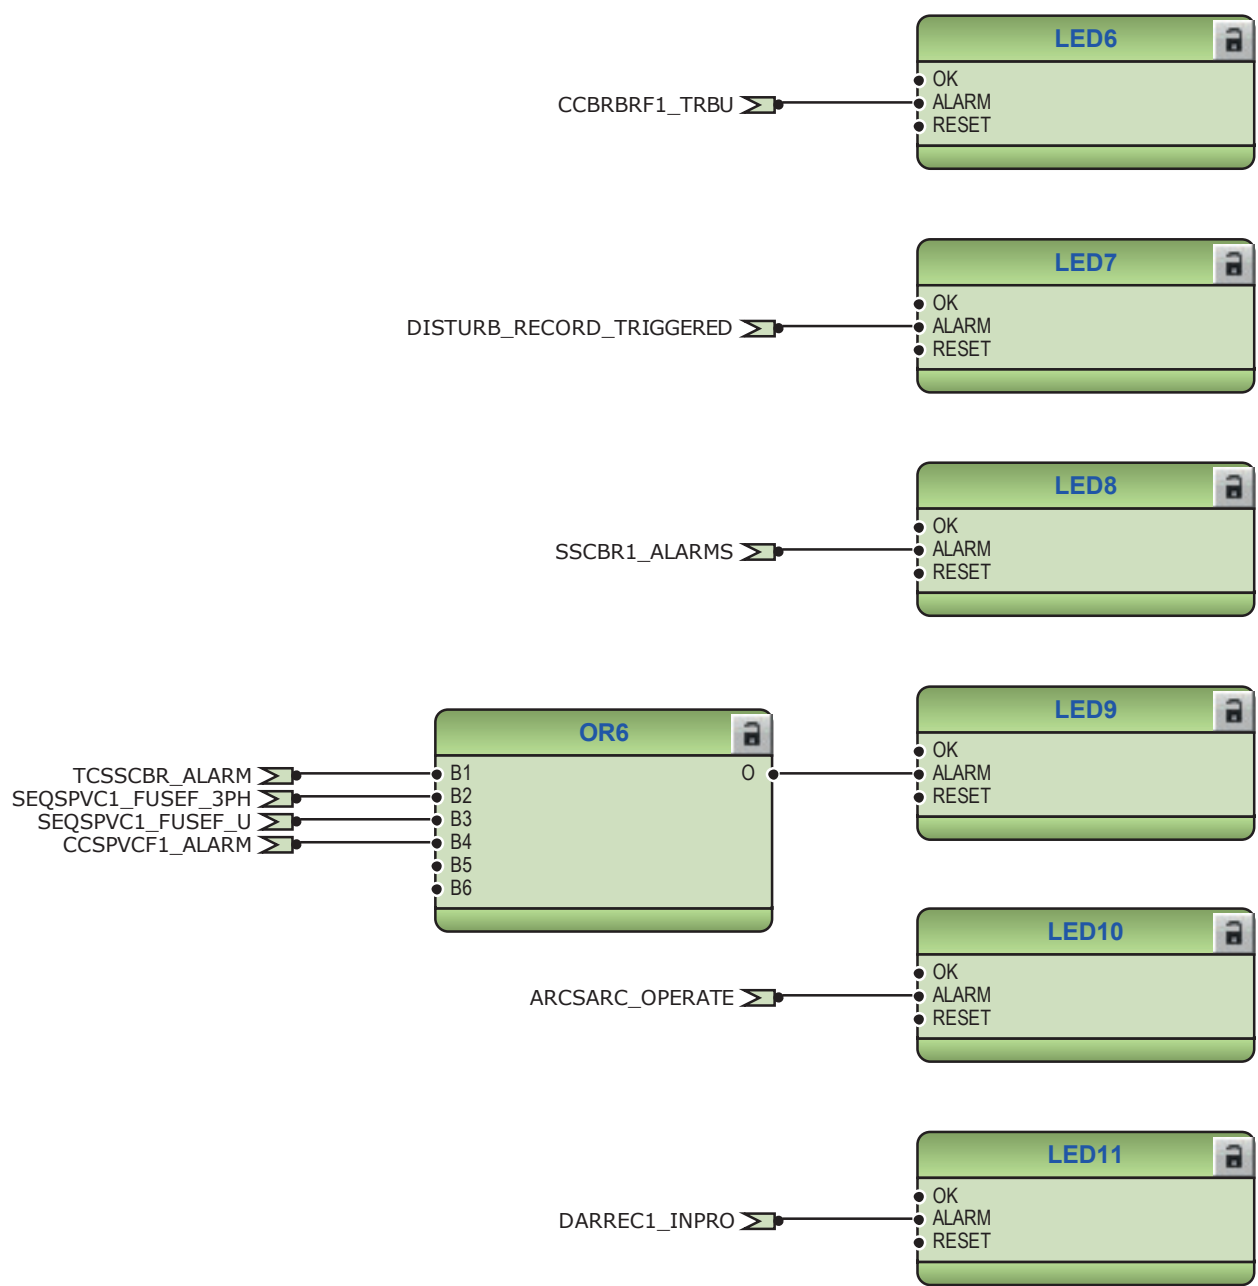 LED6
OK
CCBRBRF1_TRBU
ALARM
RESET
LED7
OK
DISTURB_RECORD_TRIGGERED
ALARM
RESET
LED8
OK
SSCBR1_ALARMS
ALARM
RESET
LED9
OK
ALARM
RESET
OR6
TCSSCBR_ALARM
B1
O
SEQSPVC1_FUSEF_3PH
B2
SEQSPVC1_FUSEF_U
B3
CCSPVCF1_ALARM
B4
B5
B6
LED10
OK
ARCSARC_OPERATE
ALARM
RESET
LED11
OK
DARREC1_INPRO
ALARM
RESET